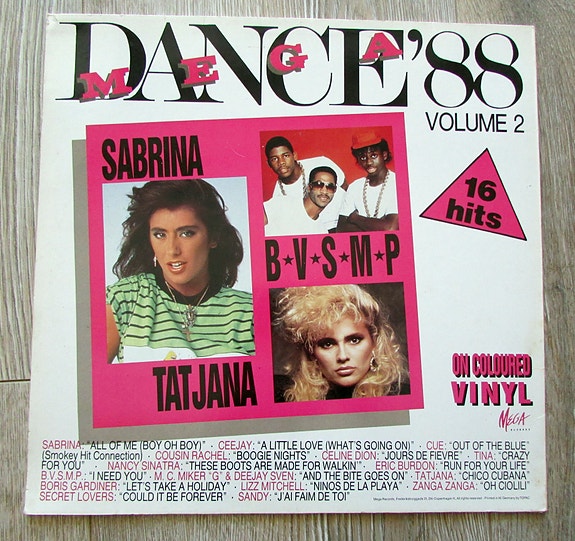 MEGA
DANCE'88
VOLUME 2
SABRINA
16
hits
B★V★S★M★P
TATJANA
ON COLOURED
VINYL
MEGA
RECORDS
SABRINA: "ALL OF ME (BOY OH BOY)" · CEEJAY: "A LITTLE LOVE (WHAT'S GOING ON)" · CUE: "OUT OF THE BLUE"
(Smokey Hit Connection) · COUSIN RACHEL: "BOOGIE NIGHTS" · CELINE DION: "JOURS DE FIEVRE" · TINA: "CRAZY
FOR YOU" · NANCY SINATRA: "THESE BOOTS ARE MADE FOR WALKIN'" · ERIC BURDON: "RUN FOR YOUR LIFE"
B.V.S.M.P.: "I NEED YOU" · M.C. MIKER "G" & DEEJAY SVEN: "AND THE BITE GOES ON" · TATJANA: "CHICO CUBANA"
BORIS GARDINER: "LET'S TAKE A HOLIDAY" · LIZZ MITCHELL: "NINOS DE LA PLAYA" · ZANGA ZANGA: "OH CIOLILI"
SECRET LOVERS: "COULD IT BE FOREVER" · SANDY: "J'AI FAIM DE TOI"